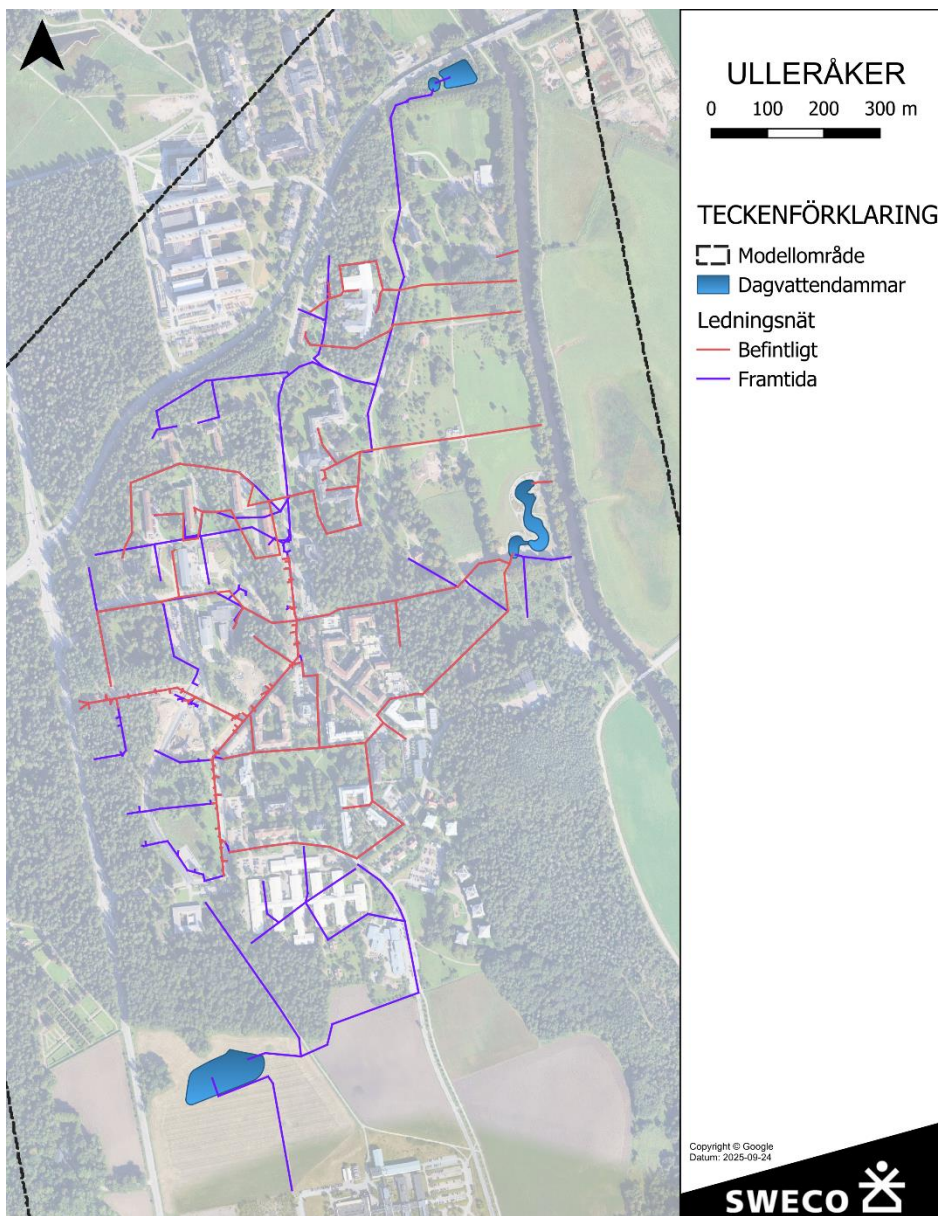 ULLERÅKER
0 100 200 300 m
TECKENFÖRKLARING
Modellområde
Dagvattendammar
Ledningsnät
Befintligt
Framtida
Copyright © Google
Datum: 2025-09-24
SWECO